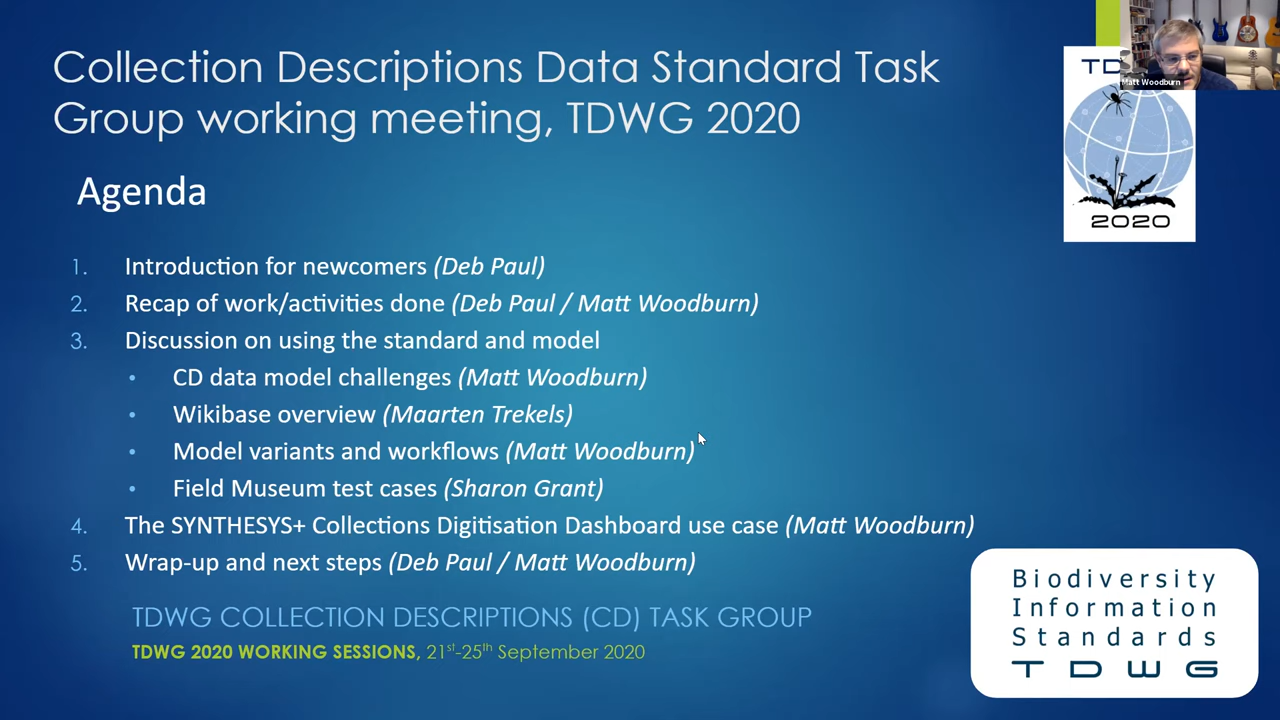 Collection Descriptions Data Standard Task
Group working meeting, TDWG 2020
TD
Matt Woodburn
2020
Agenda
1. Introduction for newcomers (Deb Paul)
2. Recap of work/activities done (Deb Paul / Matt Woodburn)
3. Discussion on using the standard and model
• CD data model challenges (Matt Woodburn)
• Wikibase overview (Maarten Trekels)
• Model variants and workflows (Matt Woodburn)
• Field Museum test cases (Sharon Grant)
4. The SYNTHESYS+ Collections Digitisation Dashboard use case (Matt Woodburn)
5. Wrap-up and next steps (Deb Paul / Matt Woodburn)
TDWG COLLECTION DESCRIPTIONS (CD) TASK GROUP
TDWG 2020 WORKING SESSIONS, 21st-25th September 2020
Biodiversity
Information
Standards
TDWG